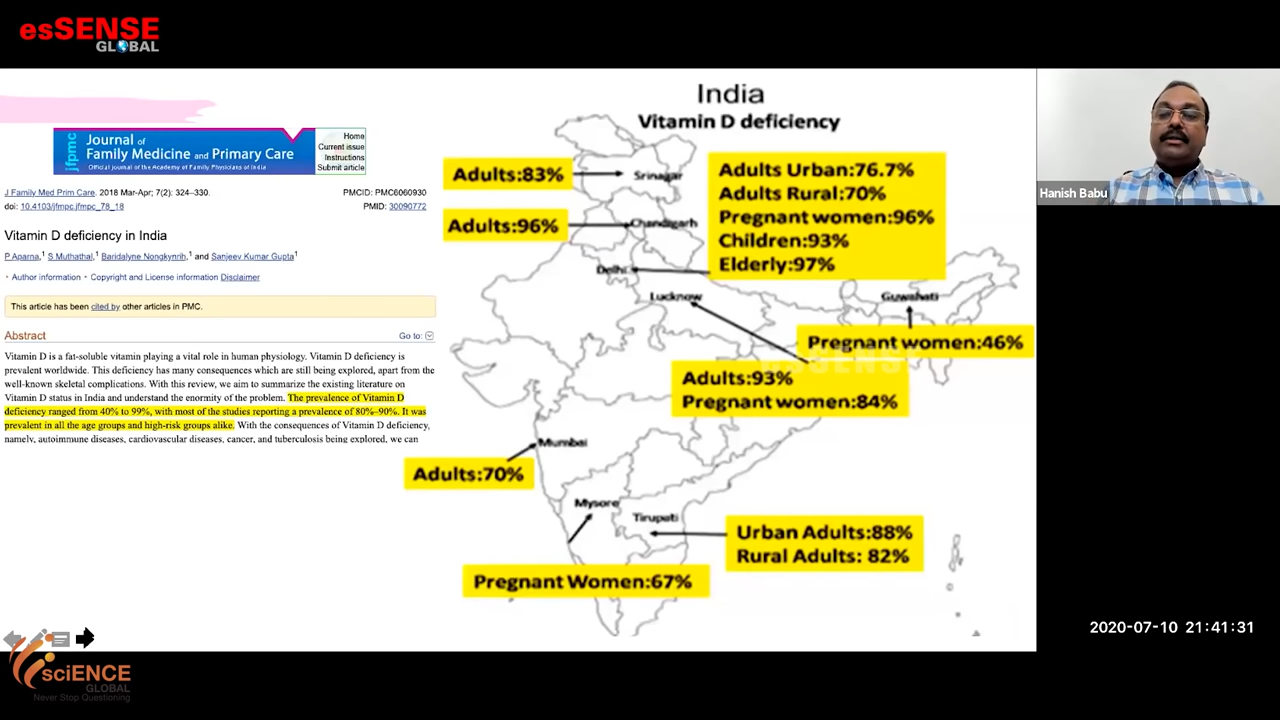 esSENSE
GLOBAL
jfpmc
Journal of
Family Medicine and Primary Care
Official journal of the Academy of Family Physicians of India
Home
Current issue
Instructions
Submit article
J Family Med Prim Care. 2018 Mar-Apr; 7(2): 324–330.
PMCID: PMC6060930
doi: 10.4103/jfmpc.jfmpc_78_18
PMID: 30090772
Vitamin D deficiency in India
P Aparna,1 S Muthathal,1 Baridalyne Nongkynrih,1 and Sanjeev Kumar Gupta1
Author information • Copyright and License information Disclaimer
This article has been cited by other articles in PMC.
Abstract
Go to:
Vitamin D is a fat-soluble vitamin playing a vital role in human physiology. Vitamin D deficiency is
prevalent worldwide. This deficiency has many consequences which are still being explored, apart from the
well-known skeletal complications. With this review, we aim to summarize the existing literature on
Vitamin D status in India and understand the enormity of the problem. The prevalence of Vitamin D
deficiency ranged from 40% to 99%, with most of the studies reporting a prevalence of 80%–90%. It was
prevalent in all the age groups and high-risk groups alike. With the consequences of Vitamin D deficiency,
namely, autoimmune diseases, cardiovascular diseases, cancer, and tuberculosis being explored, we can
India
Vitamin D deficiency
Adults:83%
Srinagar
Adults:96%
Chandigarh
Adults Urban:76.7%
Adults Rural:70%
Pregnant women:96%
Children:93%
Elderly:97%
Delhi
Lucknow
Guwahati
Pregnant women:46%
esSENSE
Adults:93%
Pregnant women:84%
Mumbai
Adults:70%
Mysore
Tirupati
Urban Adults:88%
Rural Adults: 82%
Pregnant Women:67%
Hanish Babu
2020-07-10 21:41:31
sciENCE
GLOBAL
Never Stop Questioning